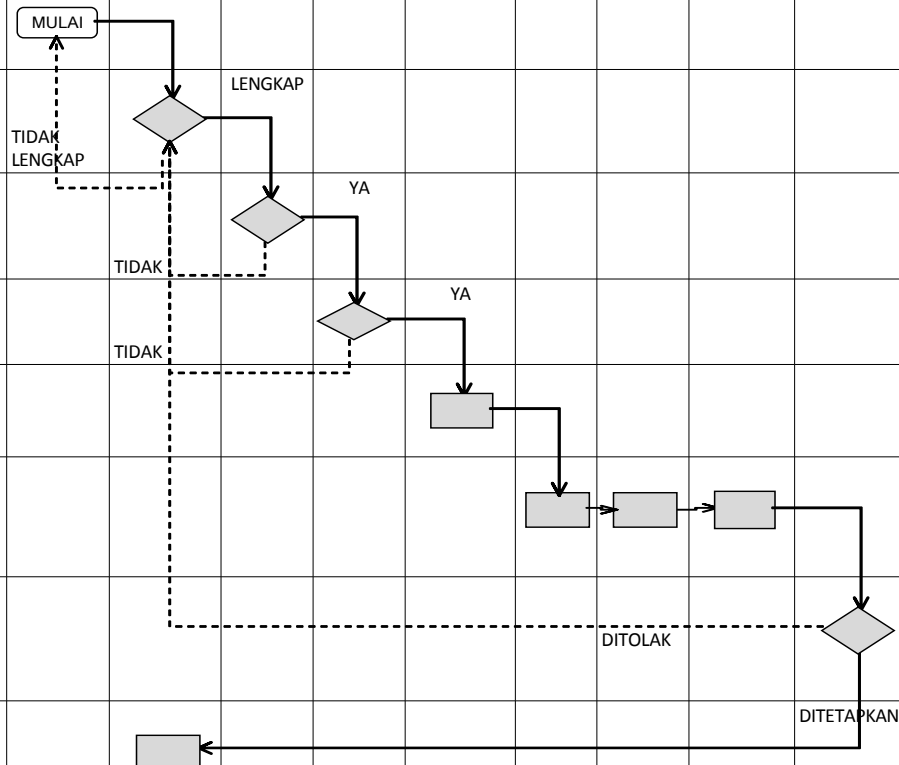 MULAI
LENGKAP
TIDAK
LENGKAP
YA
TIDAK
YA
TIDAK
DITOLAK
DITETAPKAN